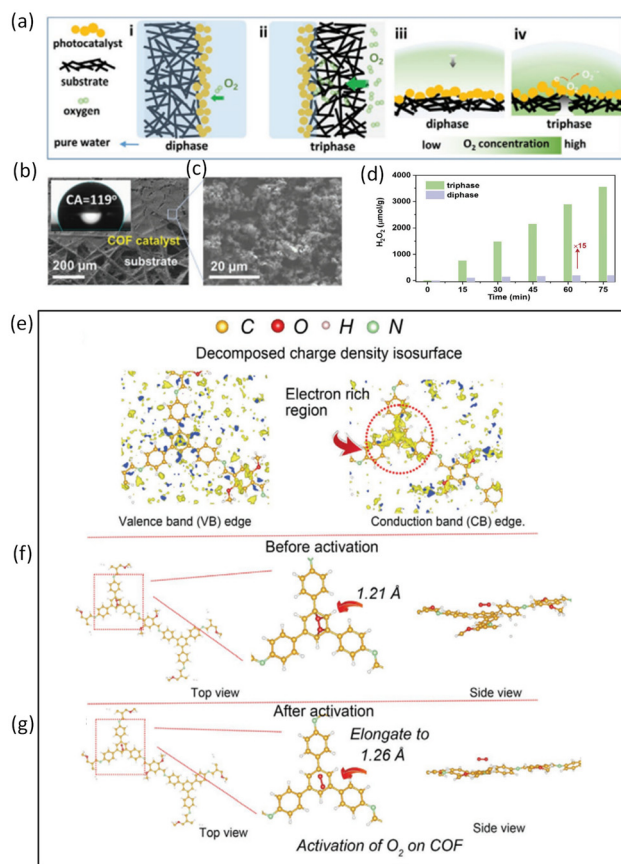 (a)
photocatalyst
substrate
oxygen
pure water
i
O2
diphase
ii
O2
triphase
iii
diphase
iv
O2
triphase
low O2 concentration high
(b)
CA=119°
COF catalyst
substrate
200 μm
(c)
20 μm
(d)
H2O2 (μmol/g)
4000
3000
2000
1000
0
triphase
diphase
×15
0 15 30 45 60 75
Time (min)
(e)
C O H N
Decomposed charge density isosurface
Electron rich
region
Valence band (VB) edge
Conduction band (CB) edge.
(f)
Before activation
1.21 Å
Top view
Side view
(g)
After activation
Elongate to
1.26 Å
Top view
Side view
Activation of O2 on COF